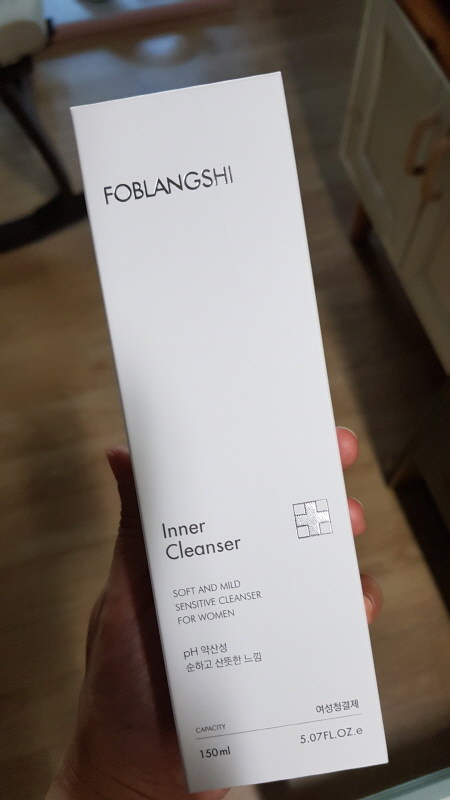 FOBLANGSHI
Inner
Cleanser
SOFT AND MILD
SENSITIVE CLEANSER
FOR WOMEN
pH 약산성
순하고 산뜻한 느낌
여성청결제
CAPACITY
150ml
5.07FL.OZ.e